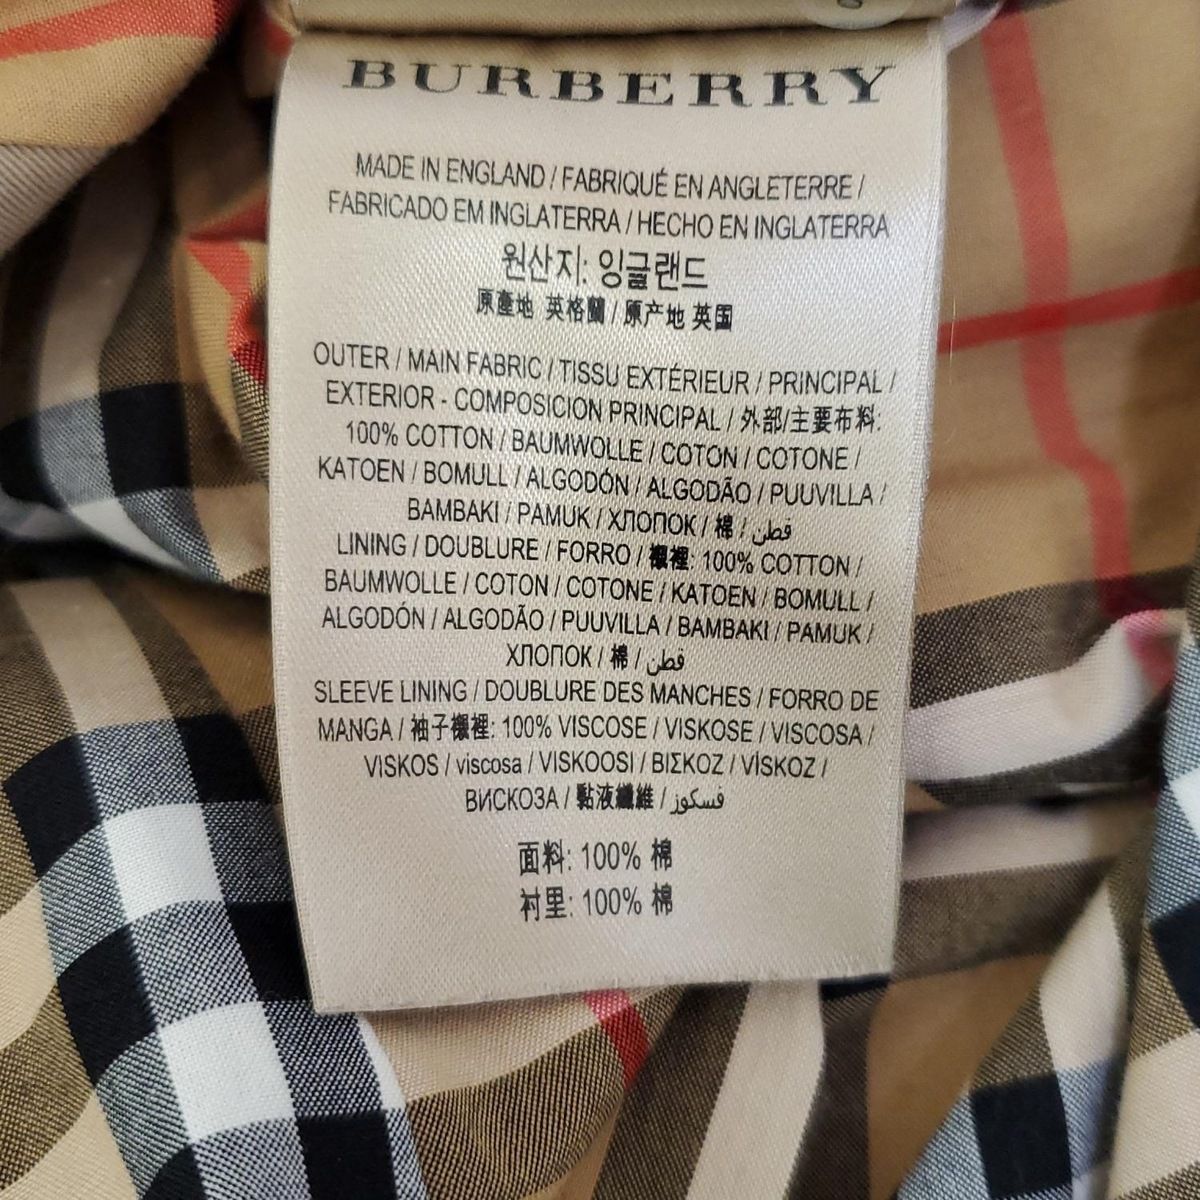 BURBERRY
MADE IN ENGLAND / FABRIQUÉ EN ANGLETERRE /
FABRICADO EM INGLATERRA / HECHO EN INGLATERRA
원산지: 잉글랜드
原產地 英格蘭 / 原产地 英国
OUTER / MAIN FABRIC / TISSU EXTÉRIEUR / PRINCIPAL /
EXTERIOR - COMPOSICION PRINCIPAL / 外部/主要布料:
100% COTTON / BAUMWOLLE / COTON / COTONE /
KATOEN / BOMULL / ALGODÓN / ALGODÃO / PUUVILLA /
BAMBAKI / PAMUK / ХЛОПОК / 棉 / قطن
LINING / DOUBLURE / FORRO / 襯裡: 100% COTTON /
BAUMWOLLE / COTON / COTONE / KATOEN / BOMULL /
ALGODÓN / ALGODÃO / PUUVILLA / BAMBAKI / PAMUK /
ХЛОПОК / 棉 / قطن
SLEEVE LINING / DOUBLURE DES MANCHES / FORRO DE
MANGA / 袖子襯裡: 100% VISCOSE / VISKOSE / VISCOSA /
VISKOS / viscosa / VISKOOSI / ΒΙΣΚΟΖ / VİSKOZ /
ВИСКОЗА / 黏液纖維 / فسكوز
面料: 100% 棉
衬里: 100% 棉